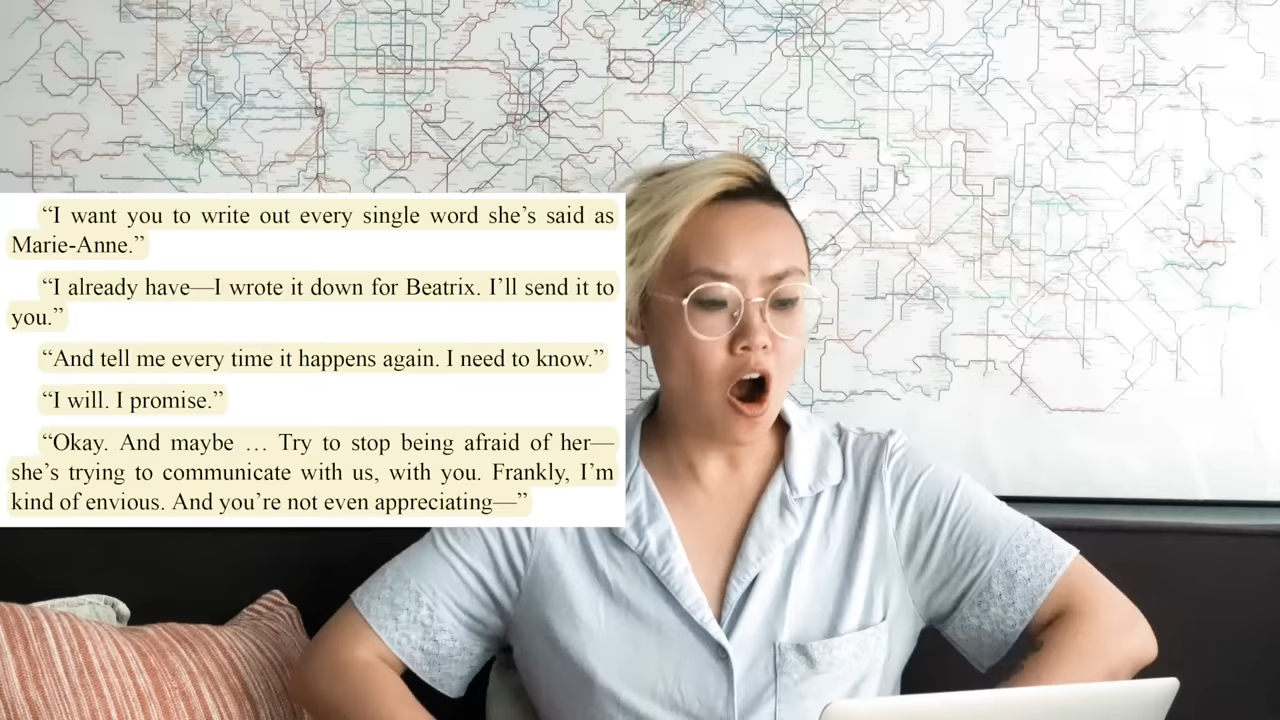 “I want you to write out every single word she’s said as
Marie-Anne.”
“I already have—I wrote it down for Beatrix. I’ll send it to
you.”
“And tell me every time it happens again. I need to know.”
“I will. I promise.”
“Okay. And maybe … Try to stop being afraid of her—
she’s trying to communicate with us, with you. Frankly, I’m
kind of envious. And you’re not even appreciating—”